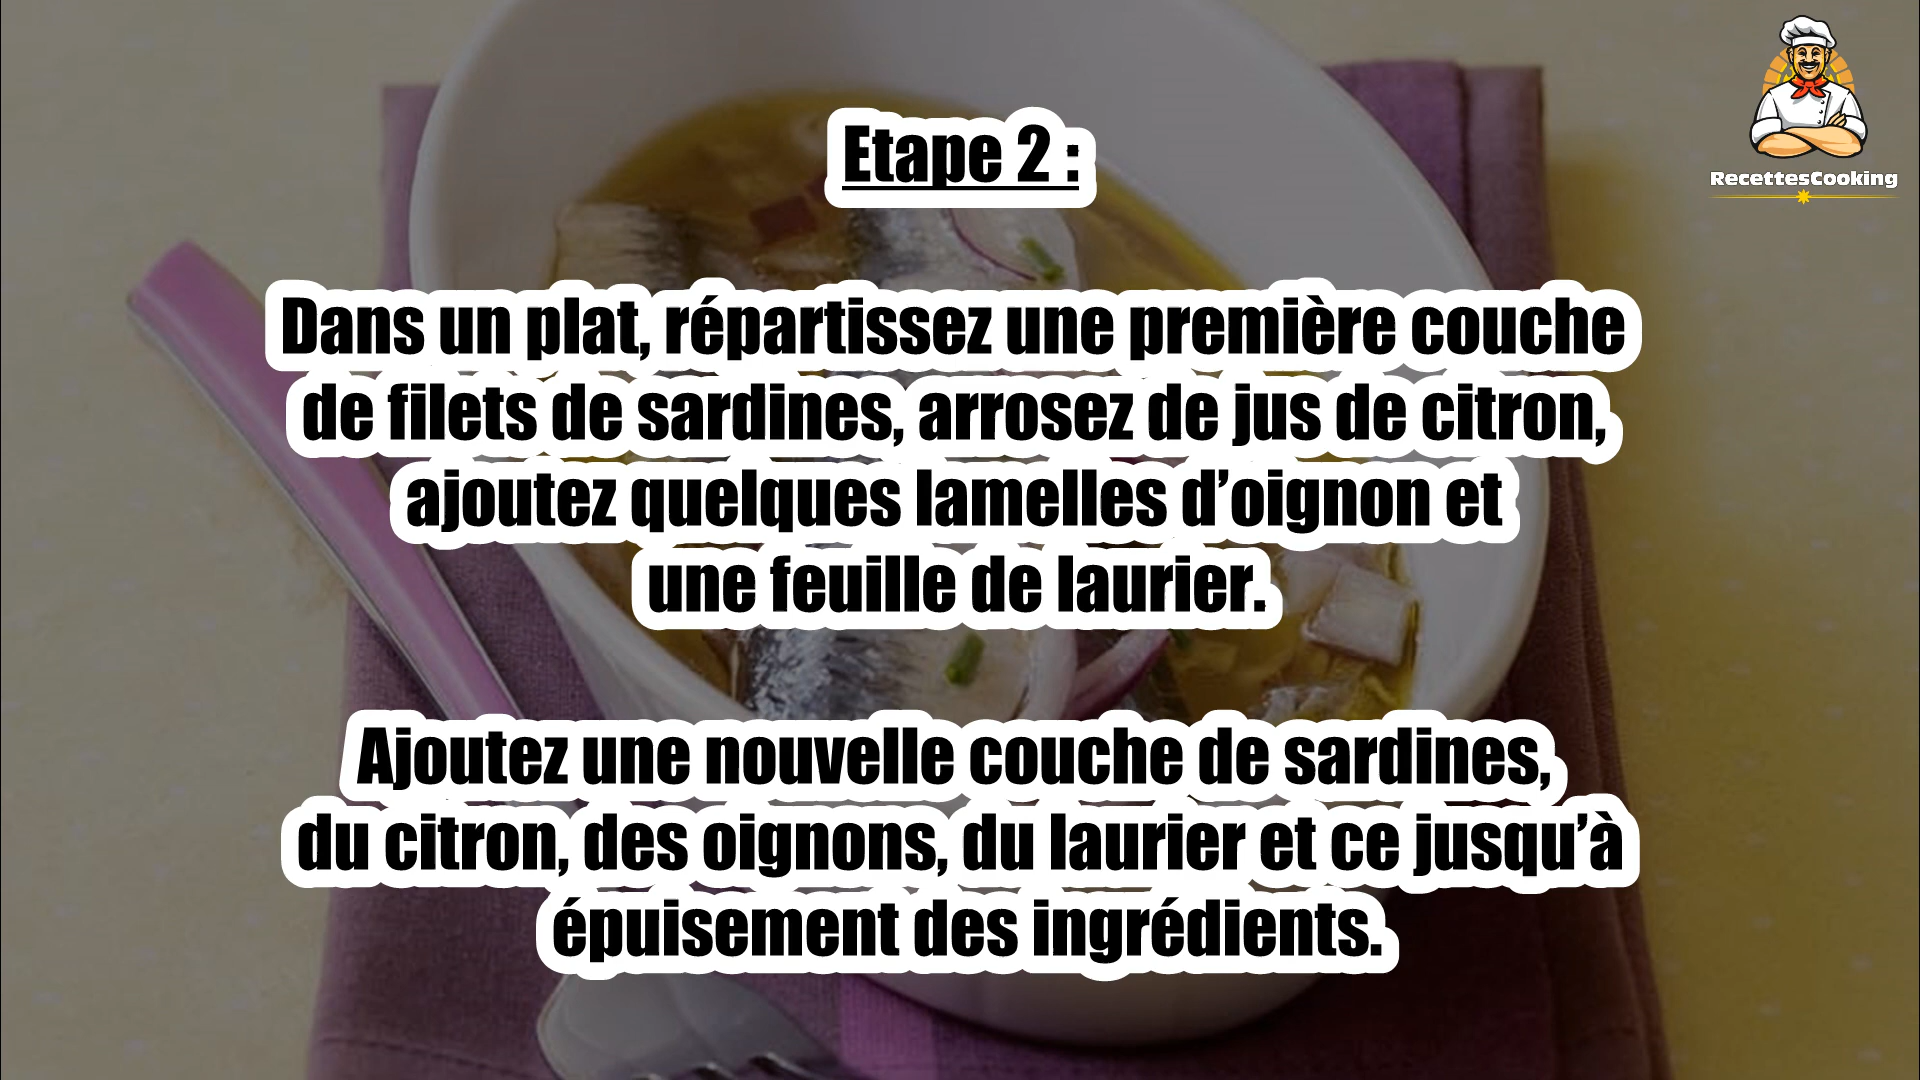 RecettesCooking
Etape 2 :
Dans un plat, répartissez une première couche
de filets de sardines, arrosez de jus de citron,
ajoutez quelques lamelles d’oignon et
une feuille de laurier.
Ajoutez une nouvelle couche de sardines,
du citron, des oignons, du laurier et ce jusqu’à
épuisement des ingrédients.